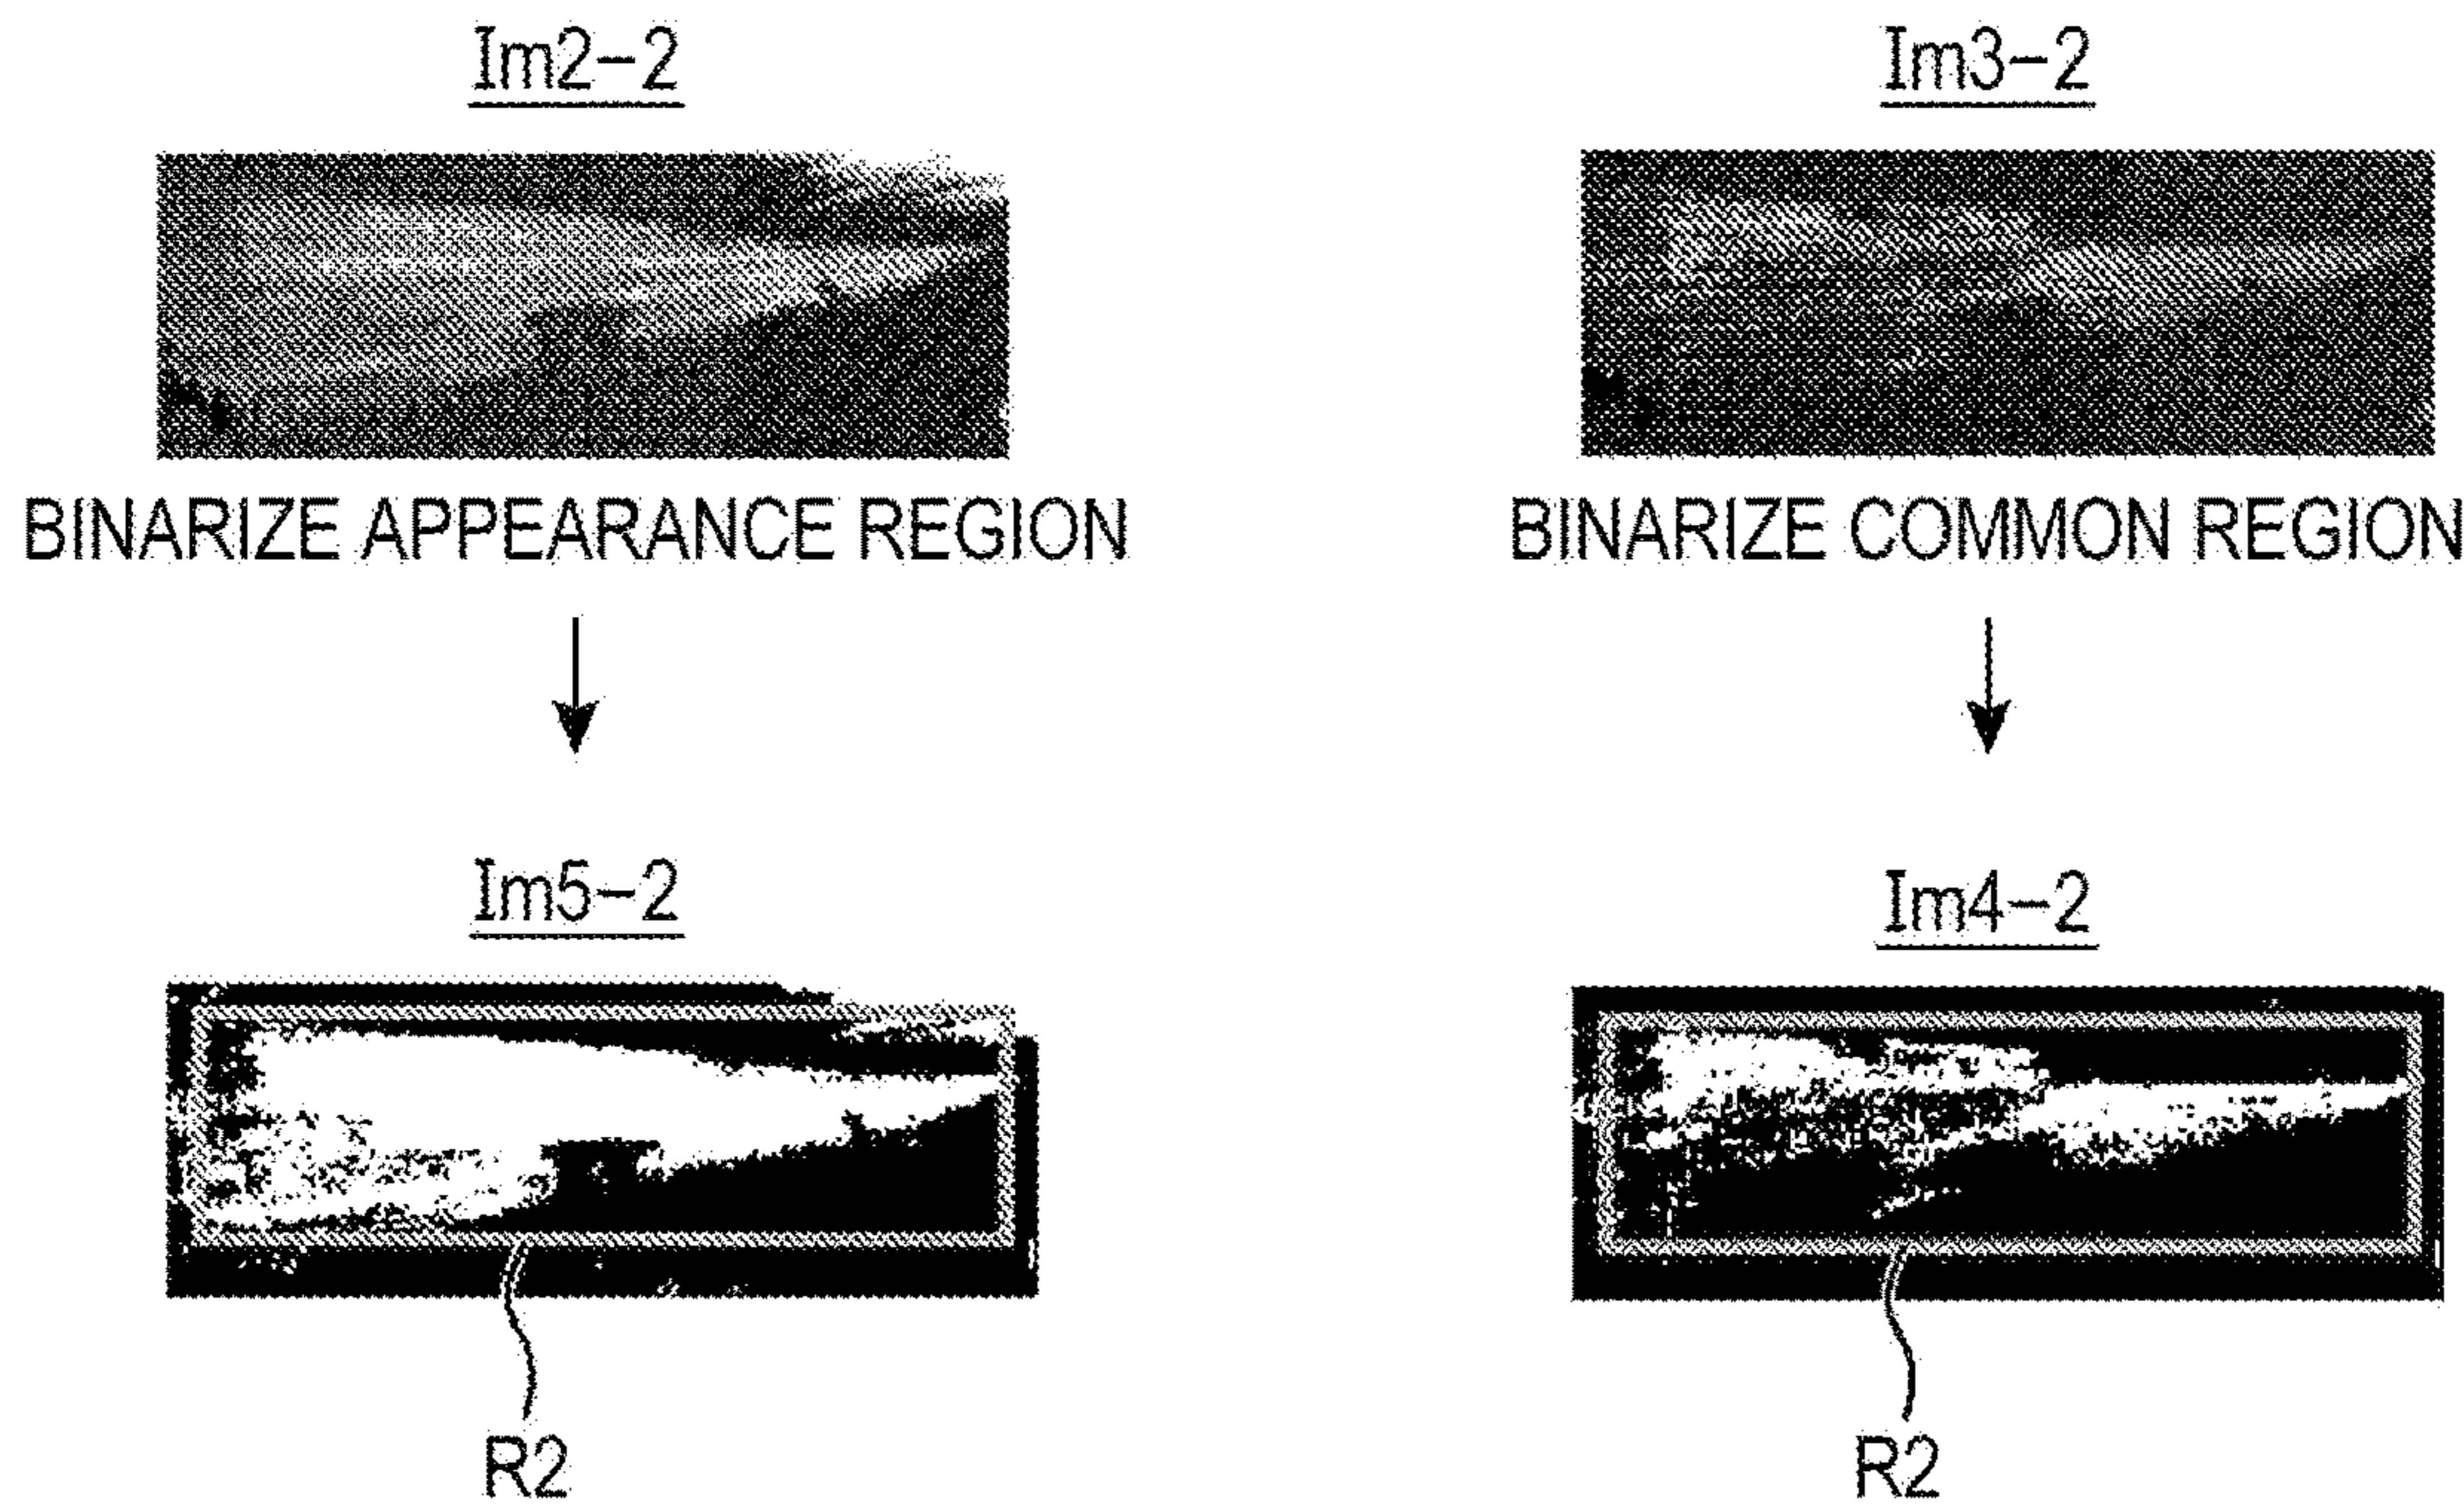 Im2-2
Im3-2
BINARIZE APPEARANCE REGION
BINARIZE COMMON REGION
Im5-2
Im4-2
R2
R2